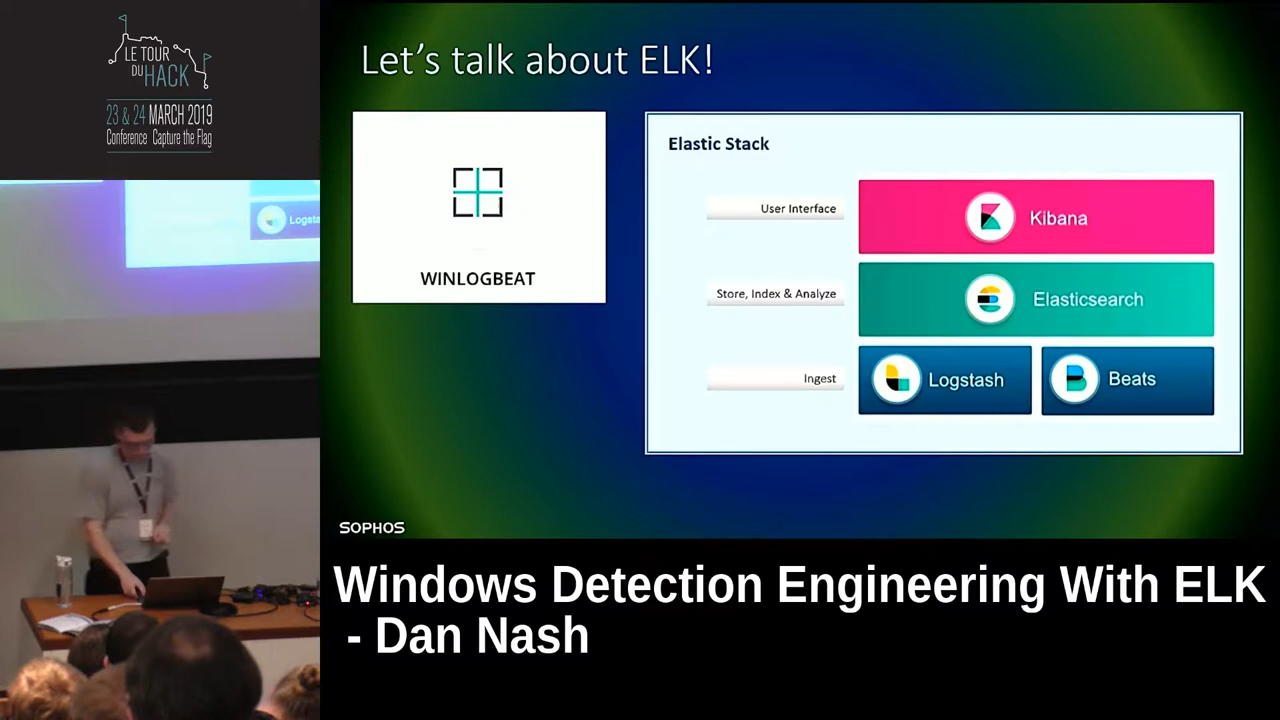 LE TOUR
DU HACK
23 & 24 MARCH 2019
Conference Capture the Flag
Let's talk about ELK!
WINLOGBEAT
Elastic Stack
User Interface
Kibana
Store, Index & Analyze
Elasticsearch
Ingest
Logstash
Beats
Logsta
SOPHOS
Windows Detection Engineering With ELK
- Dan Nash